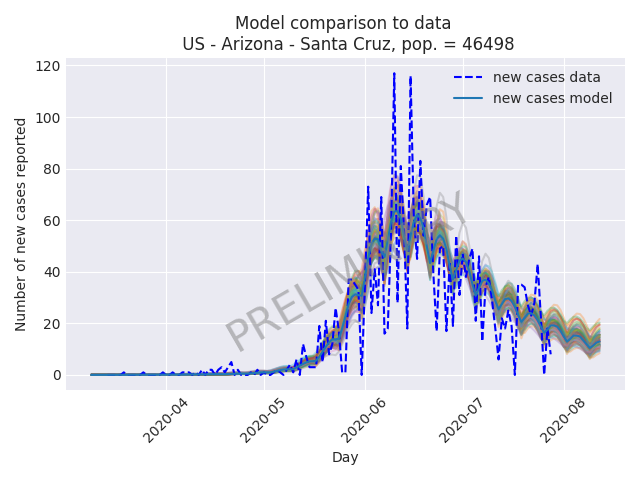 Model comparison to data
US - Arizona - Santa Cruz, pop. = 46498
new cases data
new cases model
Number of new cases reported
120
100
80
60
40
20
0
PRELIMINARY
2020-04
2020-05
2020-06
2020-07
2020-08
Day